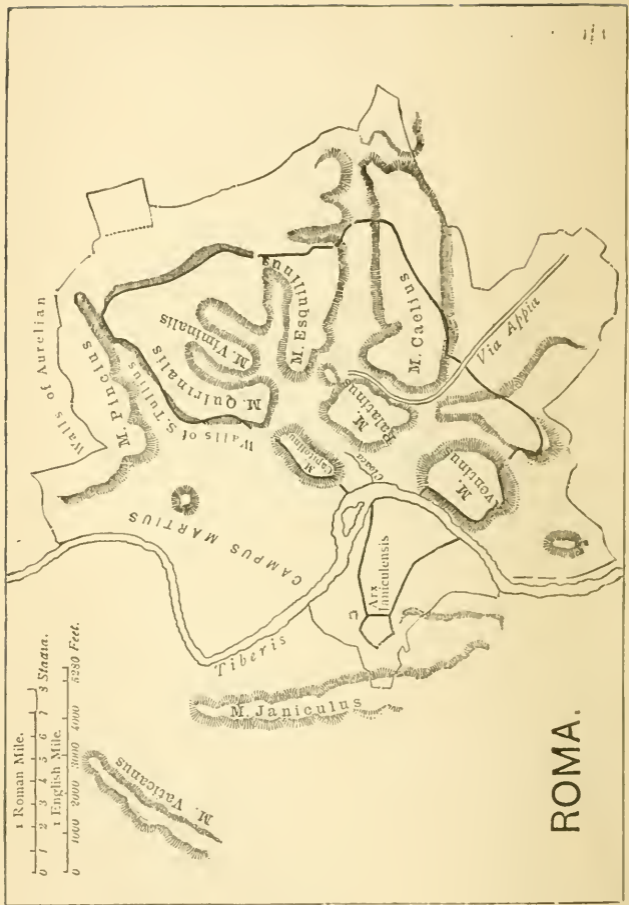 1 Roman Mile.
0 1 2 3 4 5 6 7 8 Stadia.
1 English Mile.
0 1000 2000 3000 4000 5280 Feet.
Walls of Aurelian
M. Pincius
Walls of S. Tullius
M. Quirinalis
M. Viminalis
M. Esquilinus
CAMPUS MARTIUS
M. Vaticanus
Tiberis
M. Capitolinus
M.
Palatinus
M. Caelius
Cloaca
Via Appia
M. Janiculus
Arx
Ianiculensis
M.
Aventinus
ROMA.